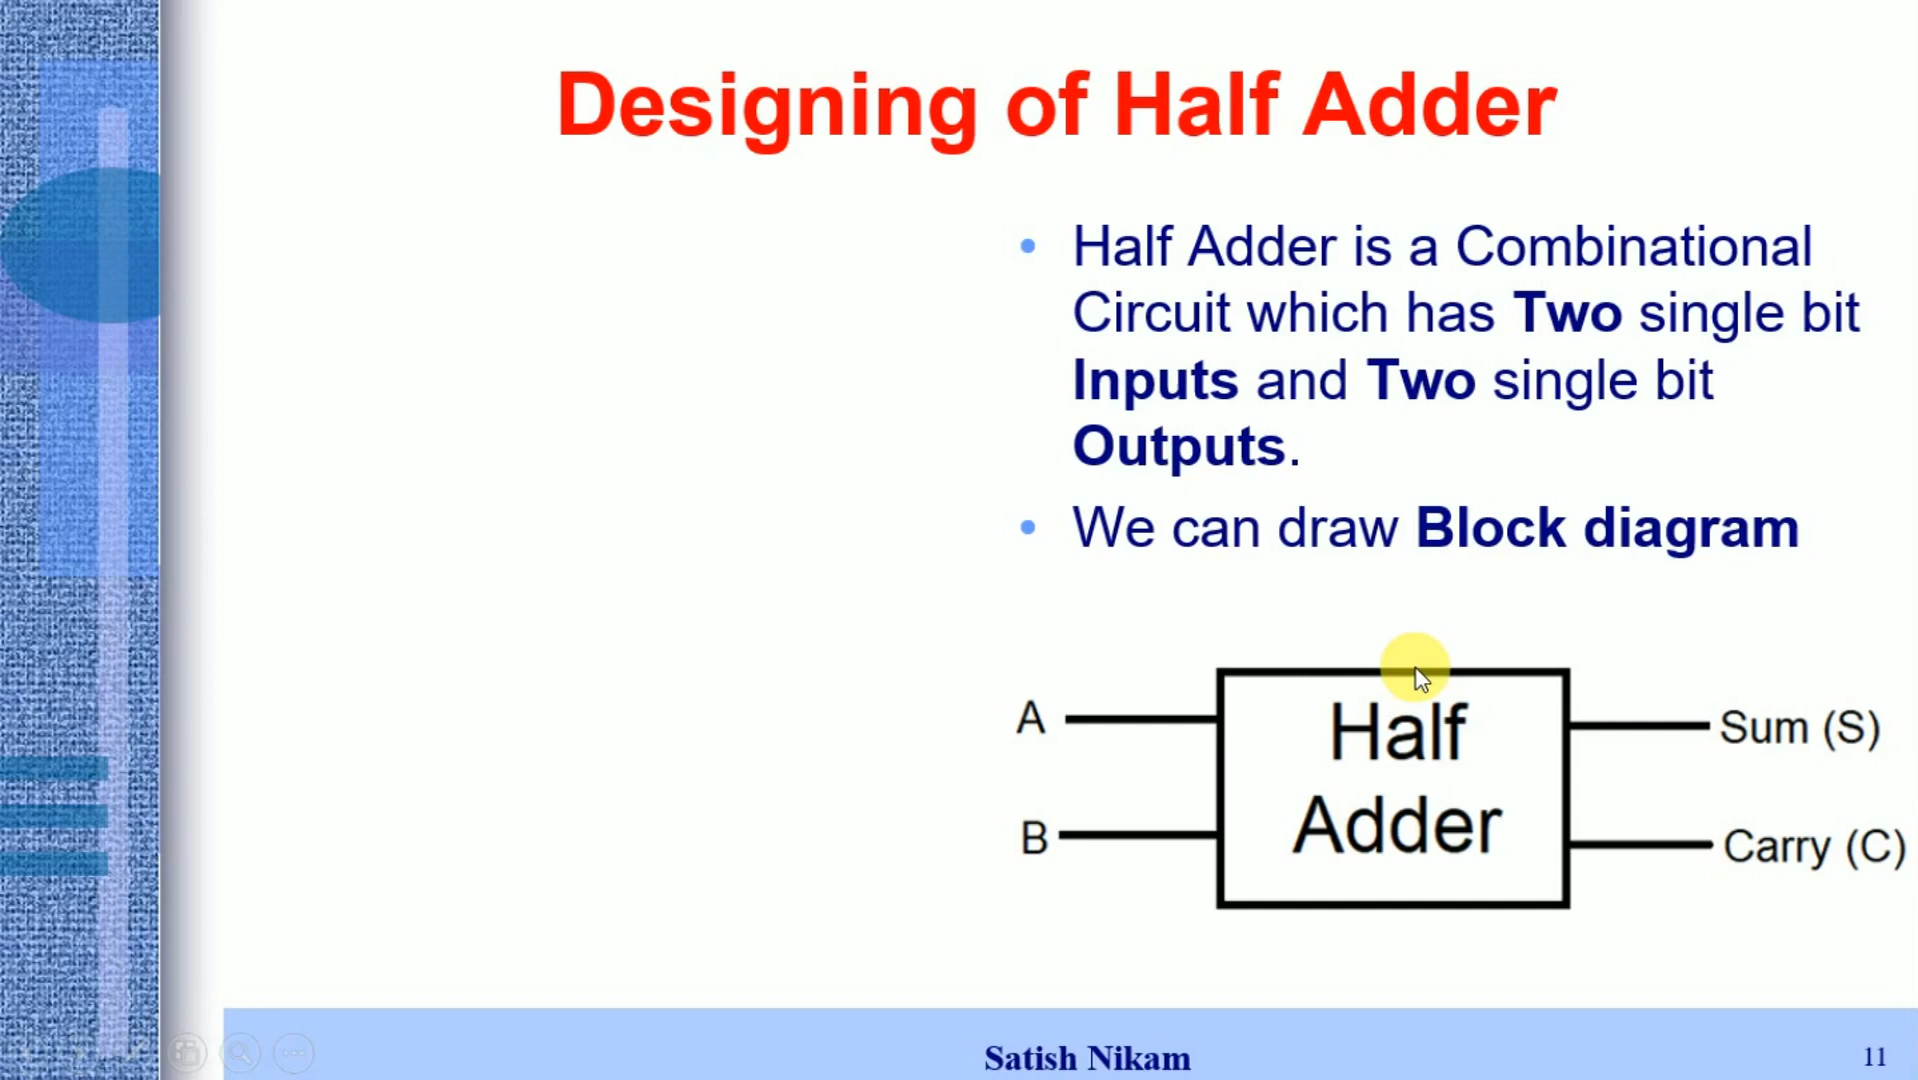 Designing of Half Adder
• Half Adder is a Combinational
Circuit which has Two single bit
Inputs and Two single bit
Outputs.
• We can draw Block diagram
A
B
Half
Adder
Sum (S)
Carry (C)
Satish Nikam
11